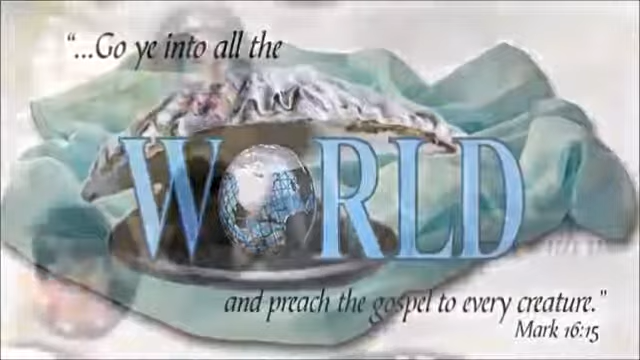 "...Go ye into all the
WORLD
and preach the gospel to every creature."
Mark 16:15